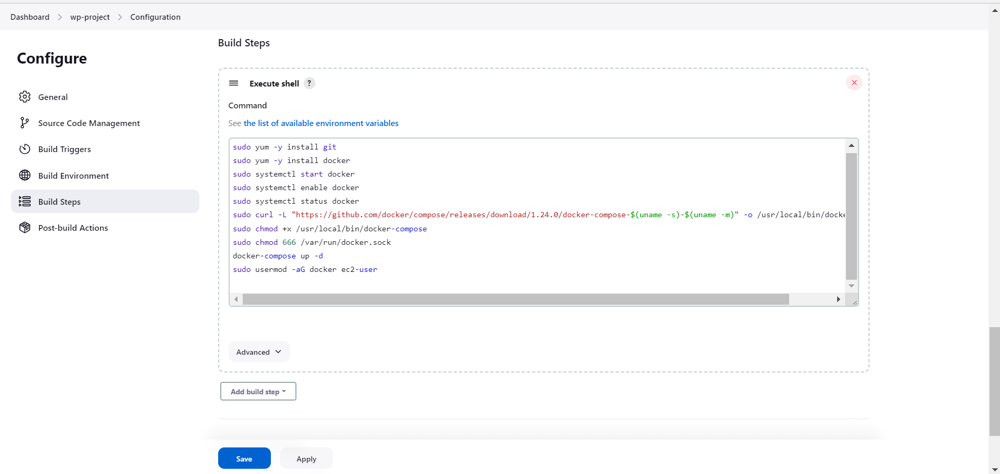 Dashboard > wp-project > Configuration
Configure
General
Source Code Management
Build Triggers
Build Environment
Build Steps
Post-build Actions
Build Steps
Execute shell ?
Command
See the list of available environment variables
sudo yum -y install git
sudo yum -y install docker
sudo systemctl start docker
sudo systemctl enable docker
sudo systemctl status docker
sudo curl -L "https://github.com/docker/compose/releases/download/1.24.0/docker-compose-$(uname -s)-$(uname -m)" -o /usr/local/bin/docke
sudo chmod +x /usr/local/bin/docker-compose
sudo chmod 666 /var/run/docker.sock
docker-compose up -d
sudo usermod -aG docker ec2-user
Advanced
Add build step
Save
Apply